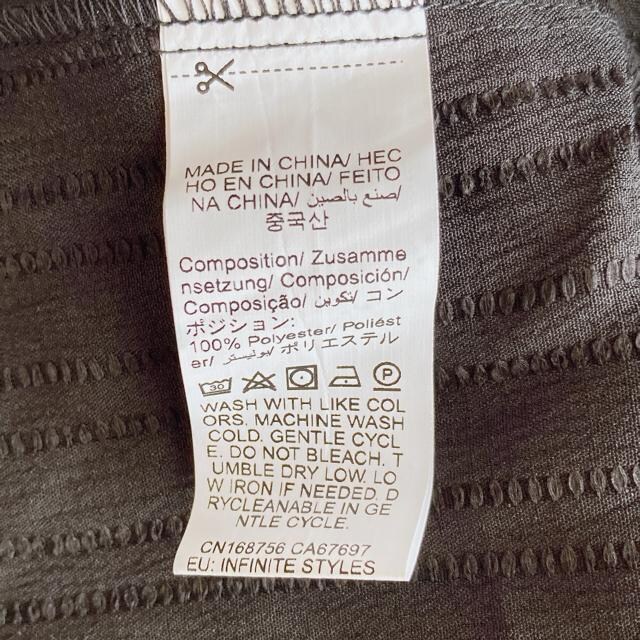 MADE IN CHINA/ HEC
HO EN CHINA/ FEITO
NA CHINA/ صنع بالصين/
중국산
Composition/ Zusamme
nsetzung/ Composición/
Composição/ تكوين/ コン
ポジション:
100% Polyester/ Poliést
er/ بوليستر/ ポリエステル
30 P
WASH WITH LIKE COL
ORS. MACHINE WASH
COLD. GENTLE CYCL
E. DO NOT BLEACH. T
UMBLE DRY LOW. LO
W IRON IF NEEDED. D
RYCLEANABLE IN GE
NTLE CYCLE.
CN168756 CA67697
EU: INFINITE STYLES